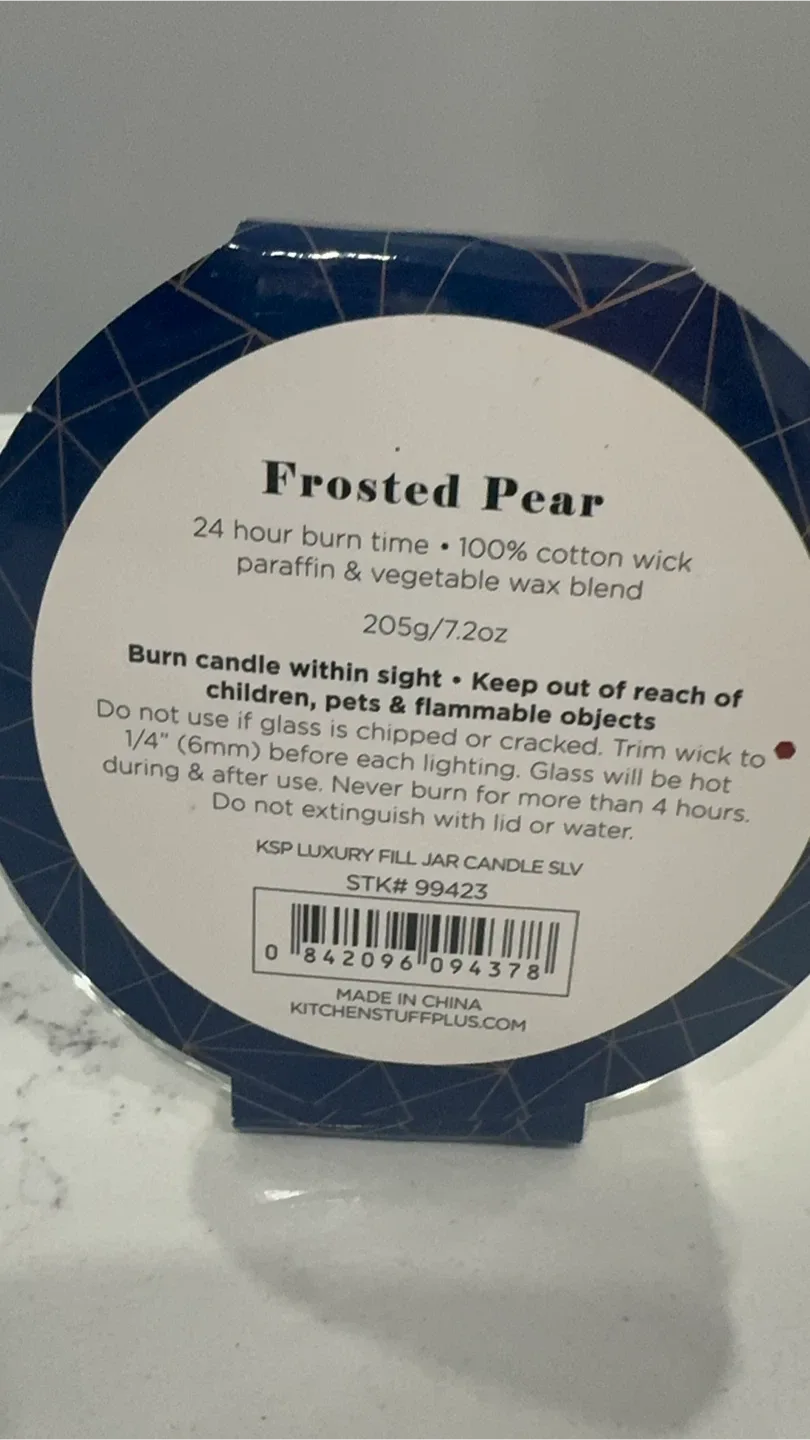 Frosted Pear
24 hour burn time • 100% cotton wick
paraffin & vegetable wax blend
205g/7.2oz
Burn candle within sight • Keep out of reach of
children, pets & flammable objects
Do not use if glass is chipped or cracked. Trim wick to
1/4" (6mm) before each lighting. Glass will be hot
during & after use. Never burn for more than 4 hours.
Do not extinguish with lid or water.
KSP LUXURY FILL JAR CANDLE SLV
STK# 99423
0 842096 094378
MADE IN CHINA
KITCHENSTUFFPLUS.COM